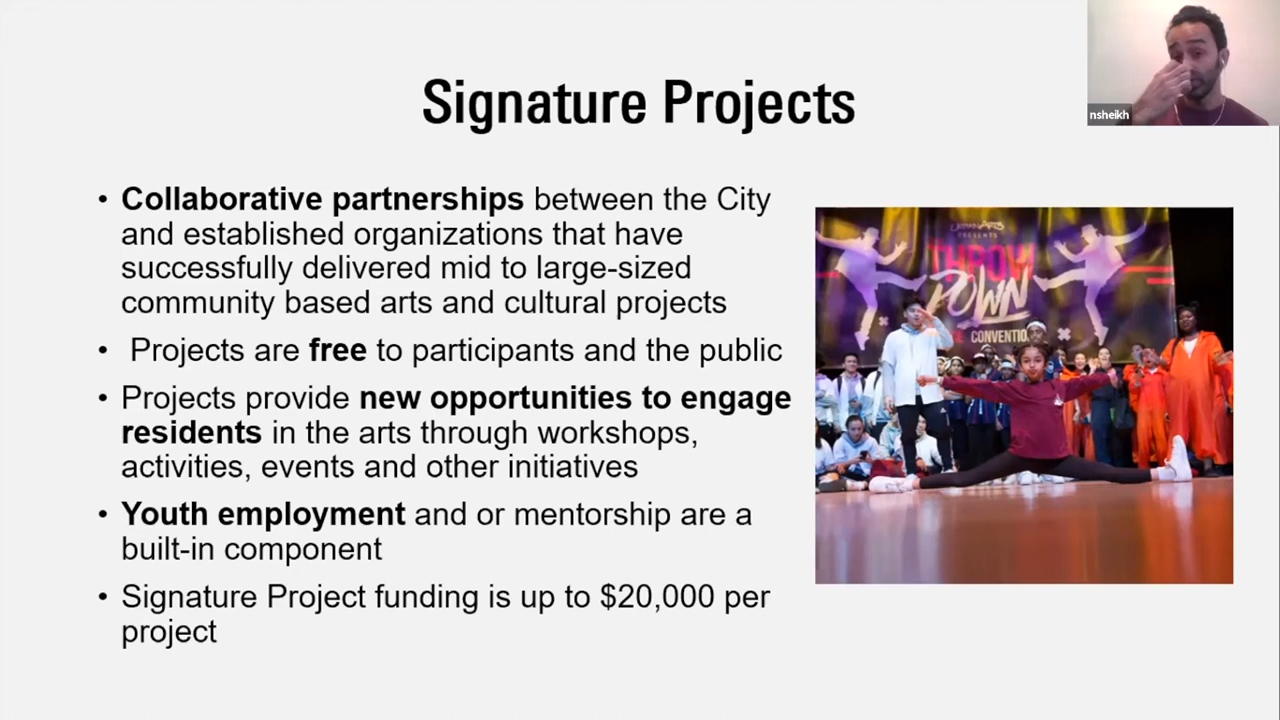 Signature Projects
nsheikh
• Collaborative partnerships between the City
and established organizations that have
successfully delivered mid to large-sized
community based arts and cultural projects
• Projects are free to participants and the public
• Projects provide new opportunities to engage
residents in the arts through workshops,
activities, events and other initiatives
• Youth employment and or mentorship are a
built-in component
• Signature Project funding is up to $20,000 per
project
URBANARTS
PRESENTS
THROW
DOWN
CONVENTIO